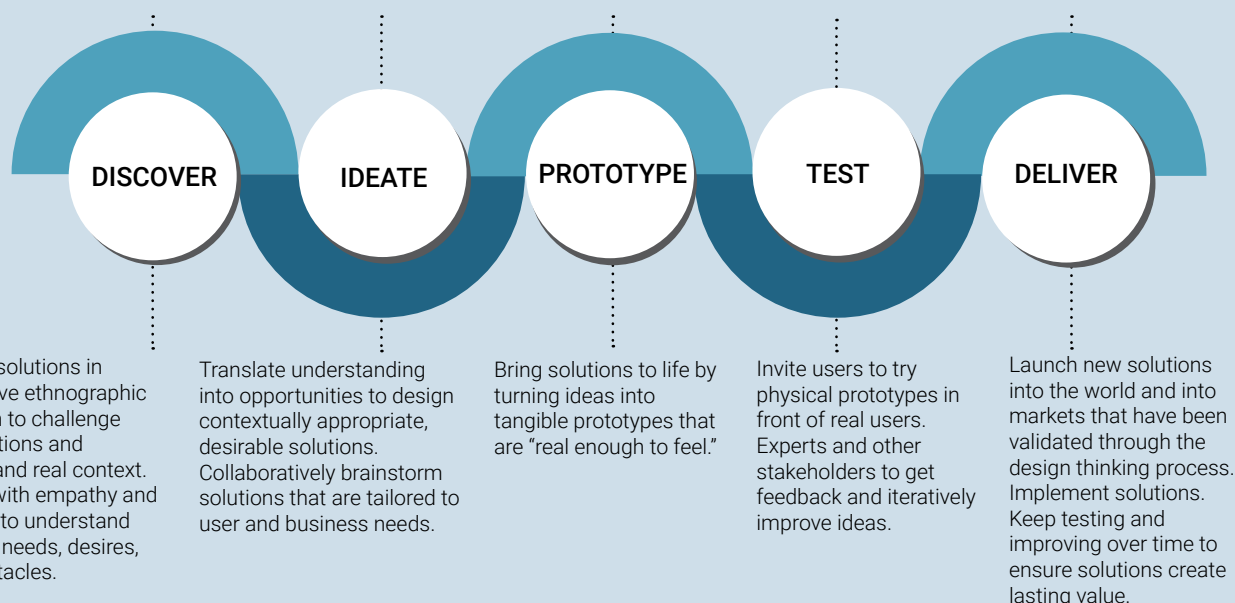 DISCOVER
IDEATE
PROTOTYPE
TEST
DELIVER
solutions in
ve ethnographic
to challenge
tions and
and real context.
with empathy and
to understand
needs, desires,
tacles.
Translate understanding
into opportunities to design
contextually appropriate,
desirable solutions.
Collaboratively brainstorm
solutions that are tailored to
user and business needs.
Bring solutions to life by
turning ideas into
tangible prototypes that
are “real enough to feel.”
Invite users to try
physical prototypes in
front of real users.
Experts and other
stakeholders to get
feedback and iteratively
improve ideas.
Launch new solutions
into the world and into
markets that have been
validated through the
design thinking process.
Implement solutions.
Keep testing and
improving over time to
ensure solutions create
lasting value.